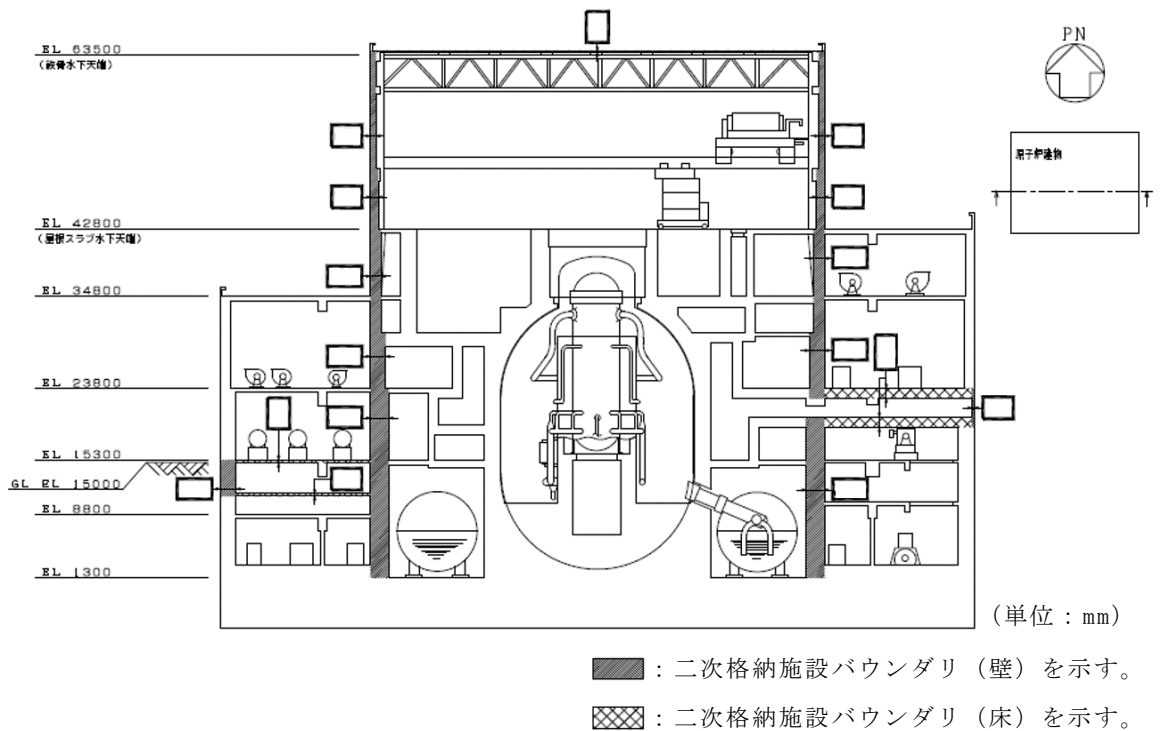 EL 63500
(鉄骨水下天端)
PN
原子炉建物
EL 42800
(屋根スラブ水下天端)
EL 34800
EL 23800
EL 15300
GL EL 15000
EL 8800
EL 1300
(単位：mm)
：二次格納施設バウンダリ（壁）を示す。
：二次格納施設バウンダリ（床）を示す。